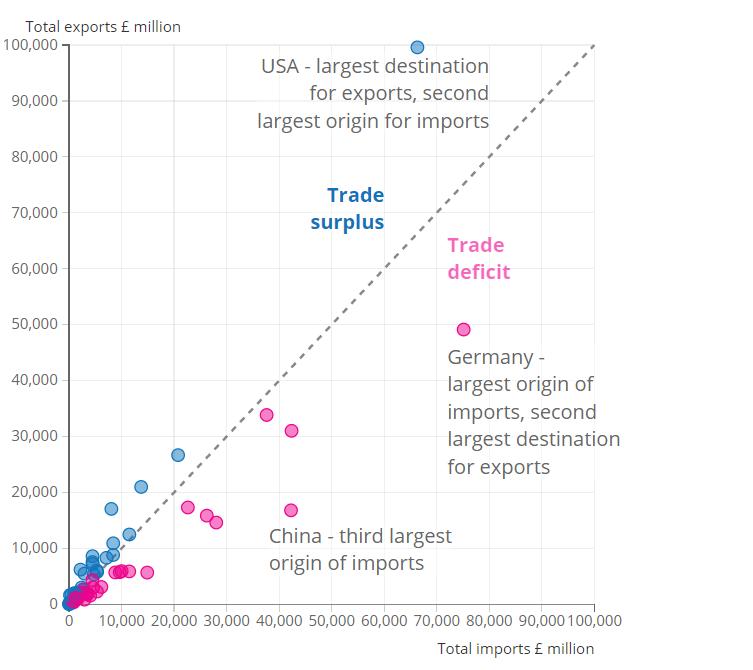 Total exports £ million
100,000
USA - largest destination
for exports, second
largest origin for imports
90,000
80,000
Trade
surplus
70,000
Trade
deficit
60,000
50,000
Germany -
largest origin of
imports, second
largest destination
for exports
40,000
30,000
20,000
China - third largest
origin of imports
10,000
0
0 10,000 20,000 30,000 40,000 50,000 60,000 70,000 80,000 90,000 100,000
Total imports £ million